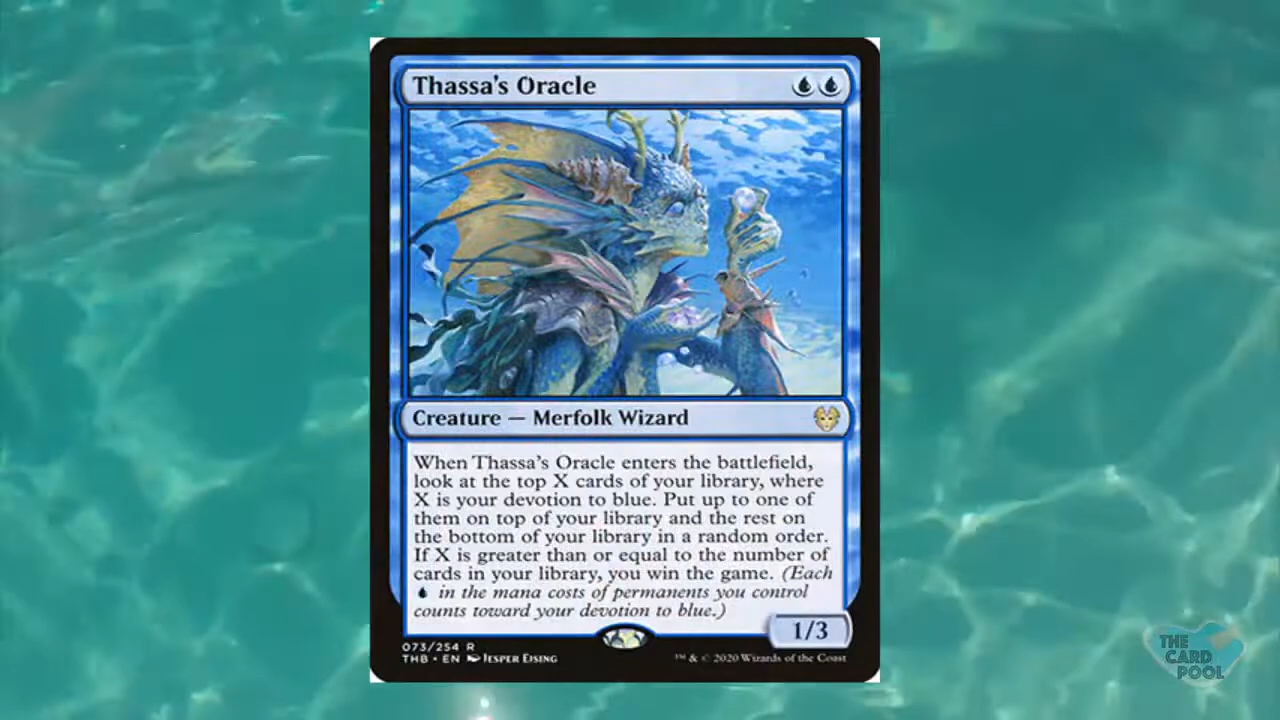 Thassa's Oracle
Creature — Merfolk Wizard
When Thassa's Oracle enters the battlefield,
look at the top X cards of your library, where
X is your devotion to blue. Put up to one of
them on top of your library and the rest on
the bottom of your library in a random order.
If X is greater than or equal to the number of
cards in your library, you win the game. (Each
in the mana costs of permanents you control
counts toward your devotion to blue.)
1/3
073/254 R
THB • EN JESPER EISING
™ & © 2020 Wizards of the Coast
THE
CARD
POOL